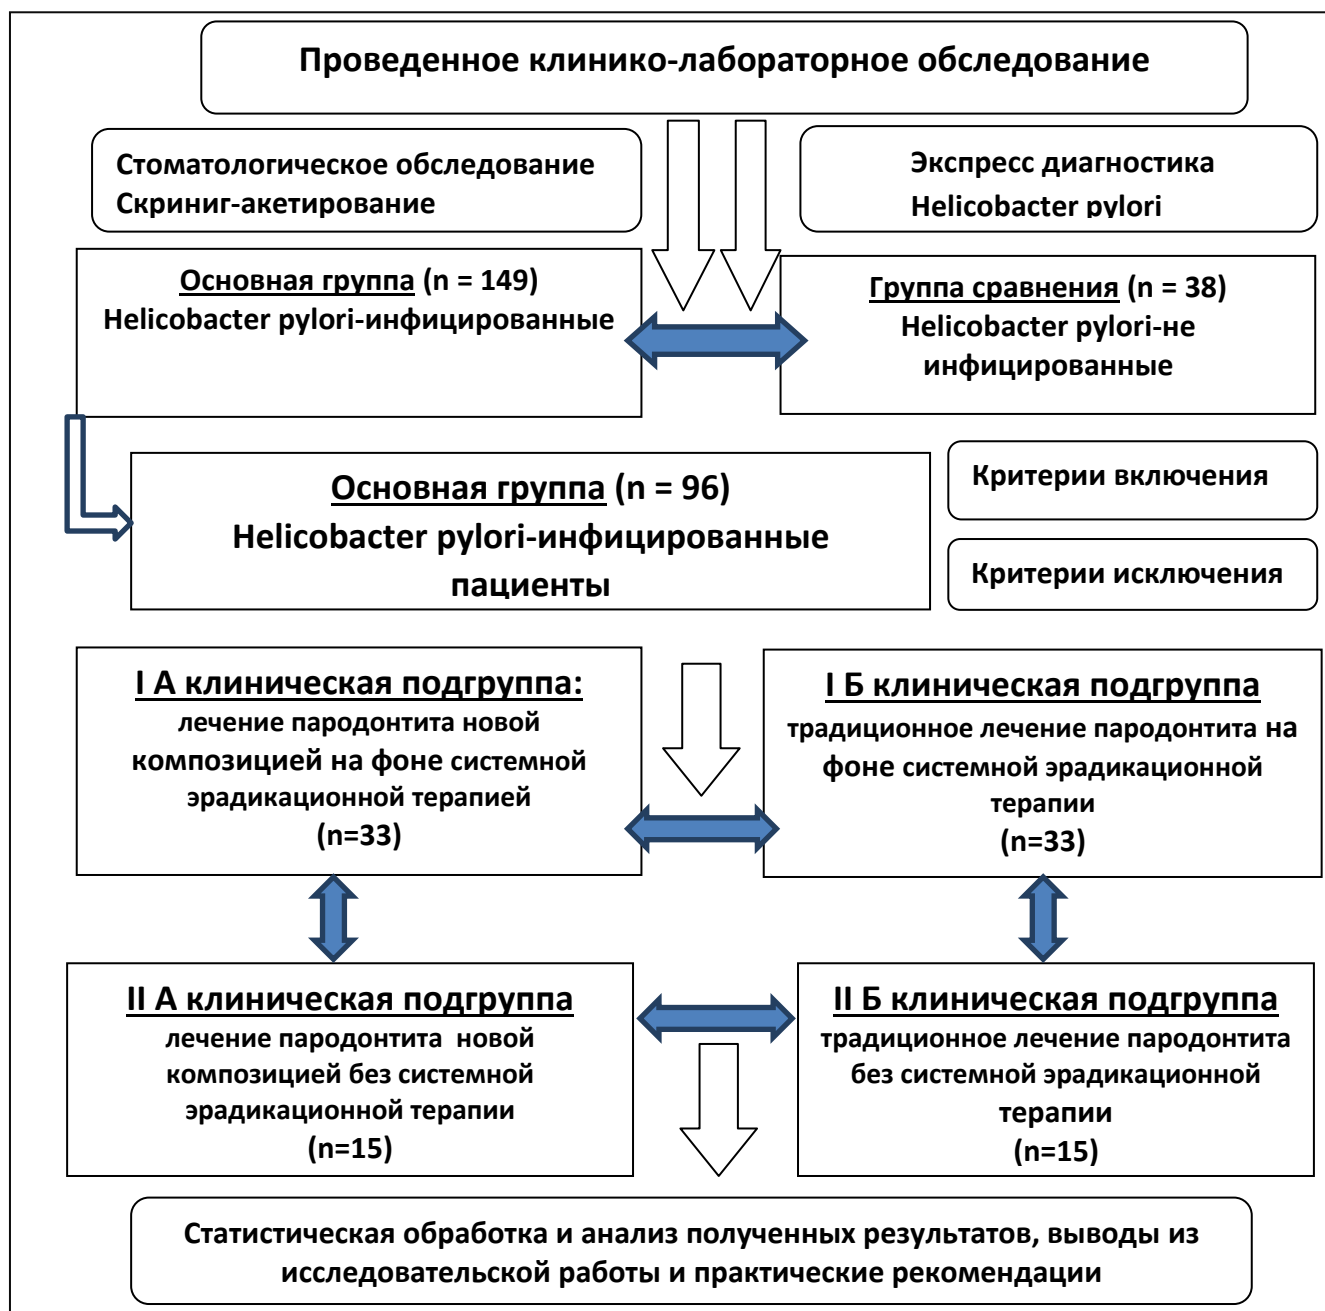 Проведенное клинико-лабораторное обследование
Стоматологическое обследование
Скриниг-акетирование
Экспресс диагностика
Helicobacter pylori
Основная группа (n = 149)
Helicobacter pylori-инфицированные
Группа сравнения (n = 38)
Helicobacter pylori-не
инфицированные
Основная группа (n = 96)
Helicobacter pylori-инфицированные
пациенты
Критерии включения
Критерии исключения
I А клиническая подгруппа:
лечение пародонтита новой
композицией на фоне системной
эрадикационной терапией
(n=33)
I Б клиническая подгруппа
традиционное лечение пародонтита на
фоне системной эрадикационной
терапии
(n=33)
II А клиническая подгруппа
лечение пародонтита новой
композицией без системной
эрадикационной терапии
(n=15)
II Б клиническая подгруппа
традиционное лечение пародонтита
без системной эрадикационной
терапии
(n=15)
Статистическая обработка и анализ полученных результатов, выводы из
исследовательской работы и практические рекомендации